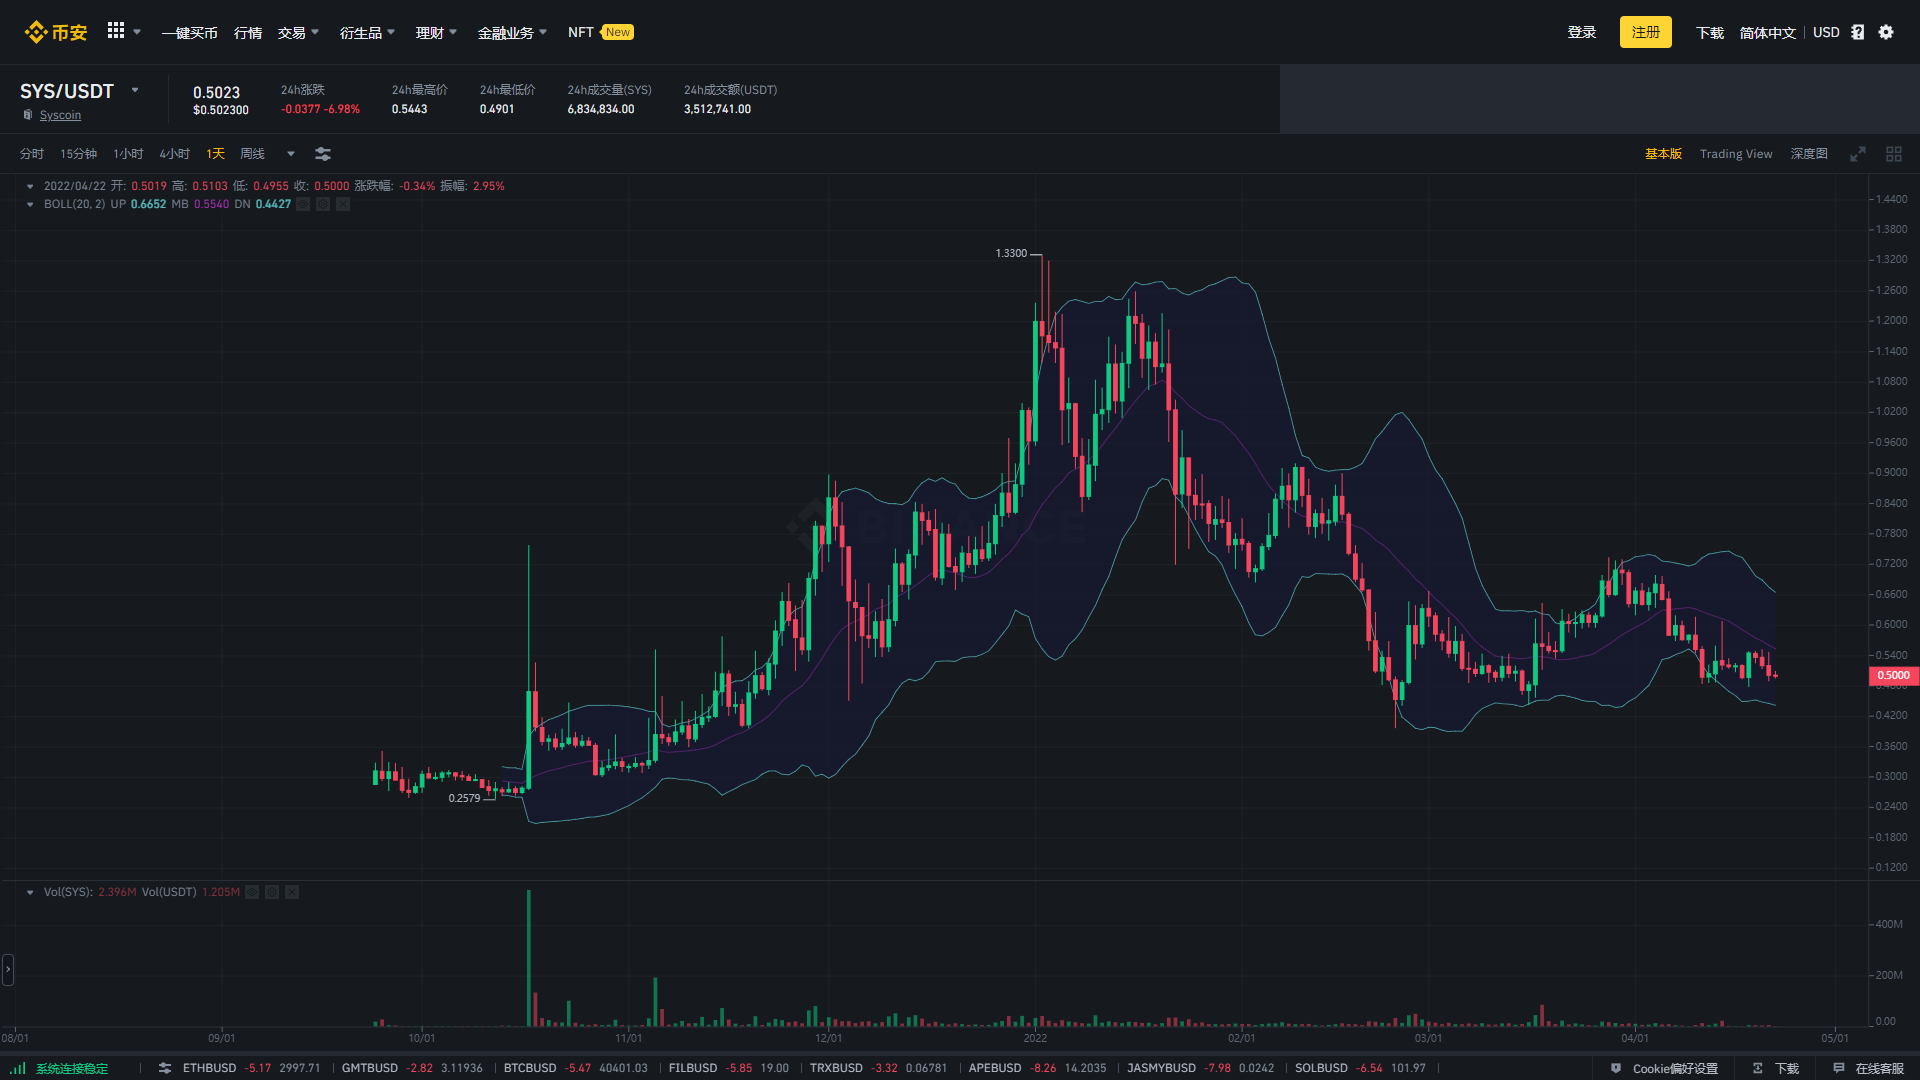 币安 一键买币 行情 交易 衍生品 理财 金融业务 NFT New 登录 注册 下载 简体中文 USD
SYS/USDT
Syscoin
0.5023
$0.502300
24h涨跌
-0.0377 -6.98%
24h最高价
0.5443
24h最低价
0.4901
24h成交量(SYS)
6,834,834.00
24h成交额(USDT)
3,512,741.00
分时 15分钟 1小时 4小时 1天 周线 基本版 Trading View 深度图
2022/04/22 开: 0.5019 高: 0.5103 低: 0.4955 收: 0.5000 涨跌幅: -0.34% 振幅: 2.95%
BOLL(20, 2) UP 0.6652 MB 0.5540 DN 0.4427
1.4400
1.3800
1.3200
1.2600
1.2000
1.1400
1.0800
1.0200
0.9600
0.9000
0.8400
0.7800
0.7200
0.6600
0.6000
0.5400
0.5000
0.4800
0.4200
0.3600
0.3000
0.2400
0.1800
0.1200
1.3300
0.2579
BINANCE
Vol(SYS): 2.396M Vol(USDT) 1.205M
400M
200M
0.00
08/01 09/01 10/01 11/01 12/01 2022 02/01 03/01 04/01 05/01
系统连接稳定 ETHBUSD -5.17 2997.71 GMTBUSD -2.82 3.11936 BTCBUSD -5.47 40401.03 FILBUSD -5.85 19.00 TRXBUSD -3.32 0.06781 APEBUSD -8.26 14.2035 JASMYBUSD -7.98 0.0242 SOLBUSD -6.54 101.97 Cookie偏好设置 下载 在线客服